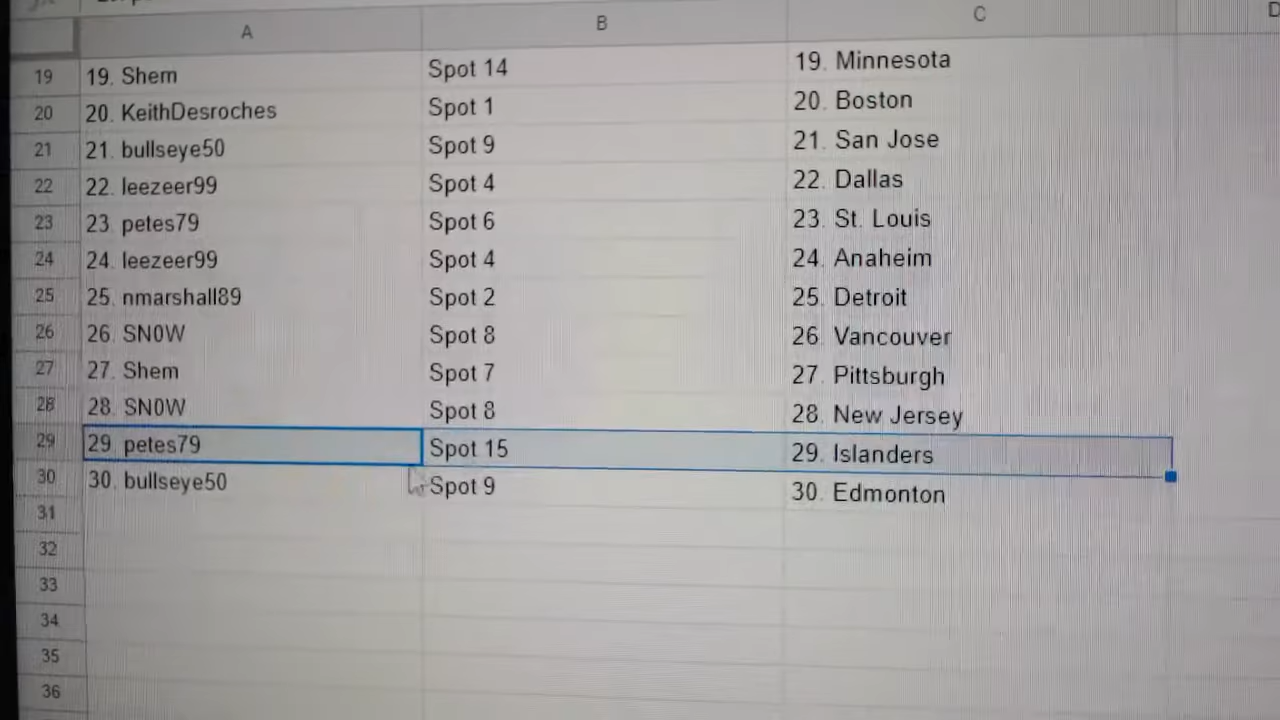 A B C D
19 19. Shem Spot 14 19. Minnesota
20 20. KeithDesroches Spot 1 20. Boston
21 21. bullseye50 Spot 9 21. San Jose
22 22. leezeer99 Spot 4 22. Dallas
23 23. petes79 Spot 6 23. St. Louis
24 24. leezeer99 Spot 4 24. Anaheim
25 25. nmarshall89 Spot 2 25. Detroit
26 26. SN0W Spot 8 26. Vancouver
27 27. Shem Spot 7 27. Pittsburgh
28 28. SN0W Spot 8 28. New Jersey
29 29. petes79 Spot 15 29. Islanders
30 30. bullseye50 Spot 9 30. Edmonton
31
32
33
34
35
36